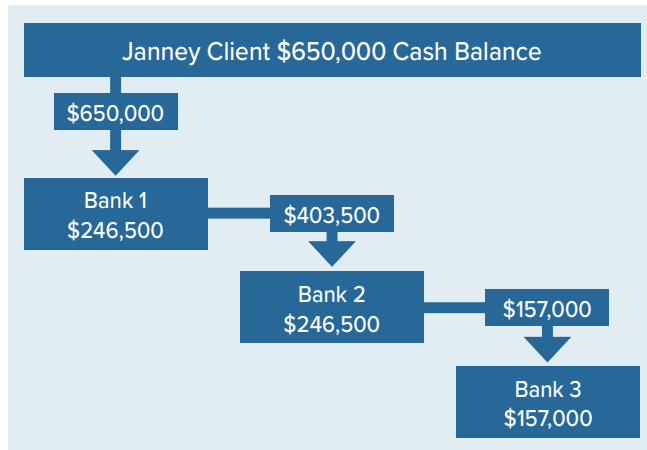 Janney Client $650,000 Cash Balance
$650,000
Bank 1
$246,500
$403,500
Bank 2
$246,500
$157,000
Bank 3
$157,000